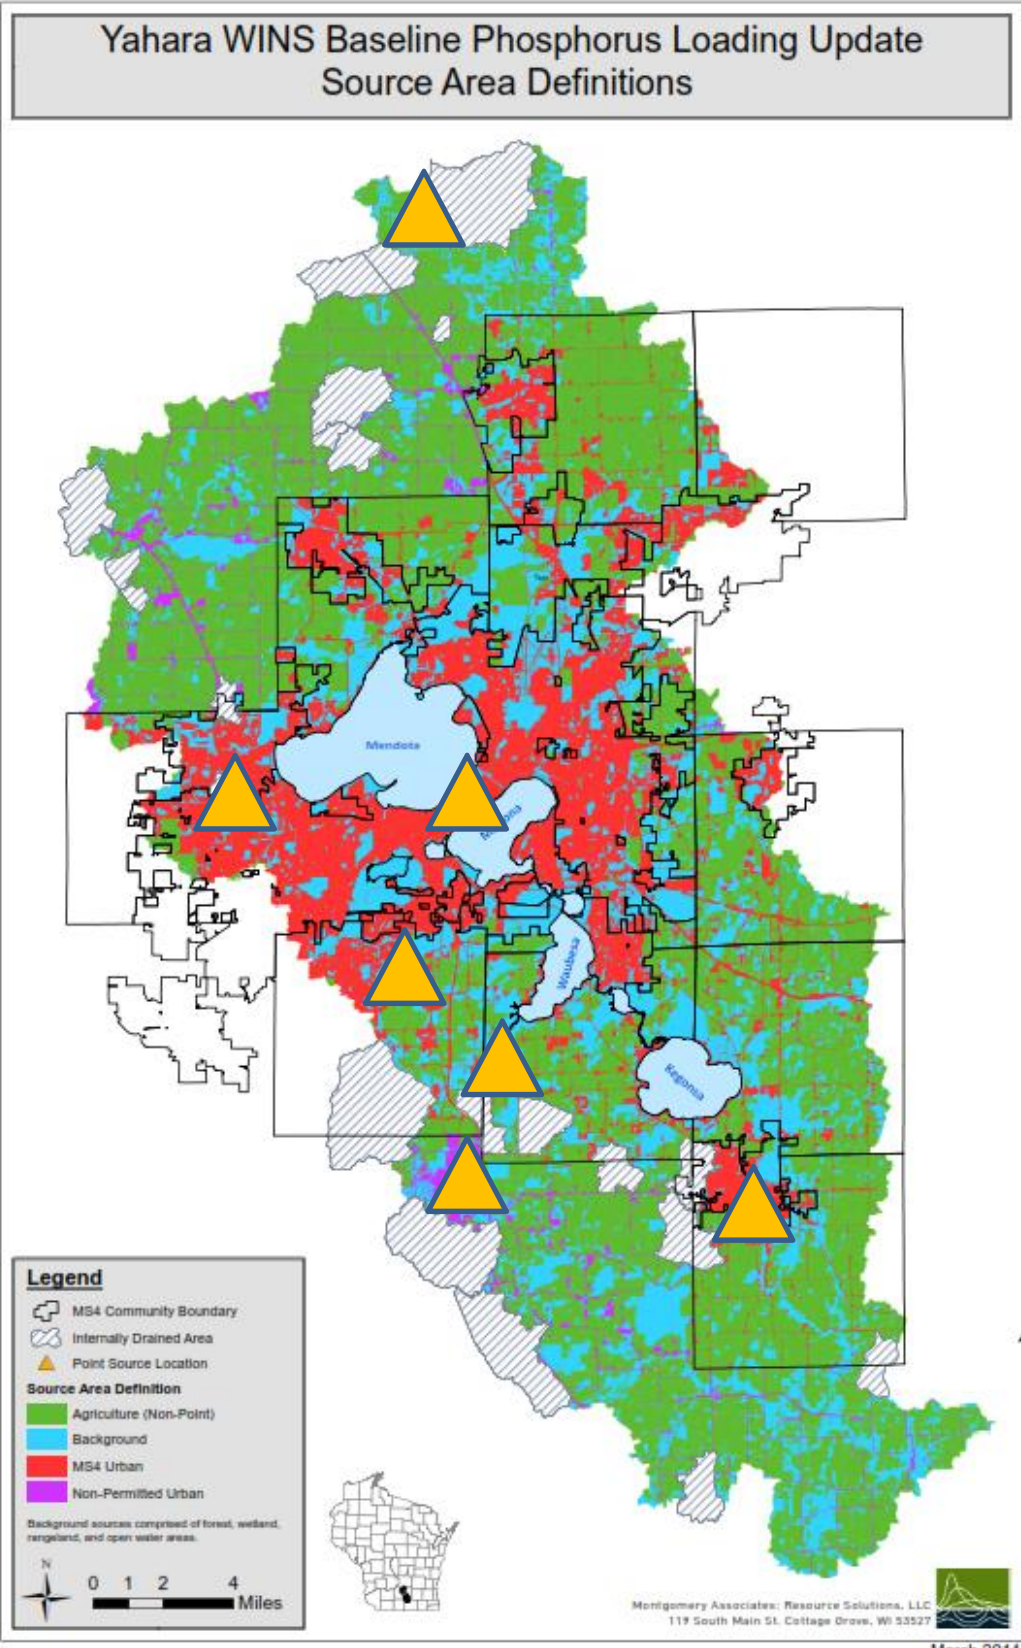 Yahara WINS Baseline Phosphorus Loading Update
Source Area Definitions
Mendota
Waubesa
Kegonsa
Legend
MS4 Community Boundary
Internally Drained Area
Point Source Location
Source Area Definition
Agriculture (Non-Point)
Background
MS4 Urban
Non-Permitted Urban
Background sources comprised of forest, wetland,
rangeland, and open water areas.
N
0 1 2 4
Miles
Montgomery Associates: Resource Solutions, LLC
119 South Main St. Cottage Grove, WI 53527